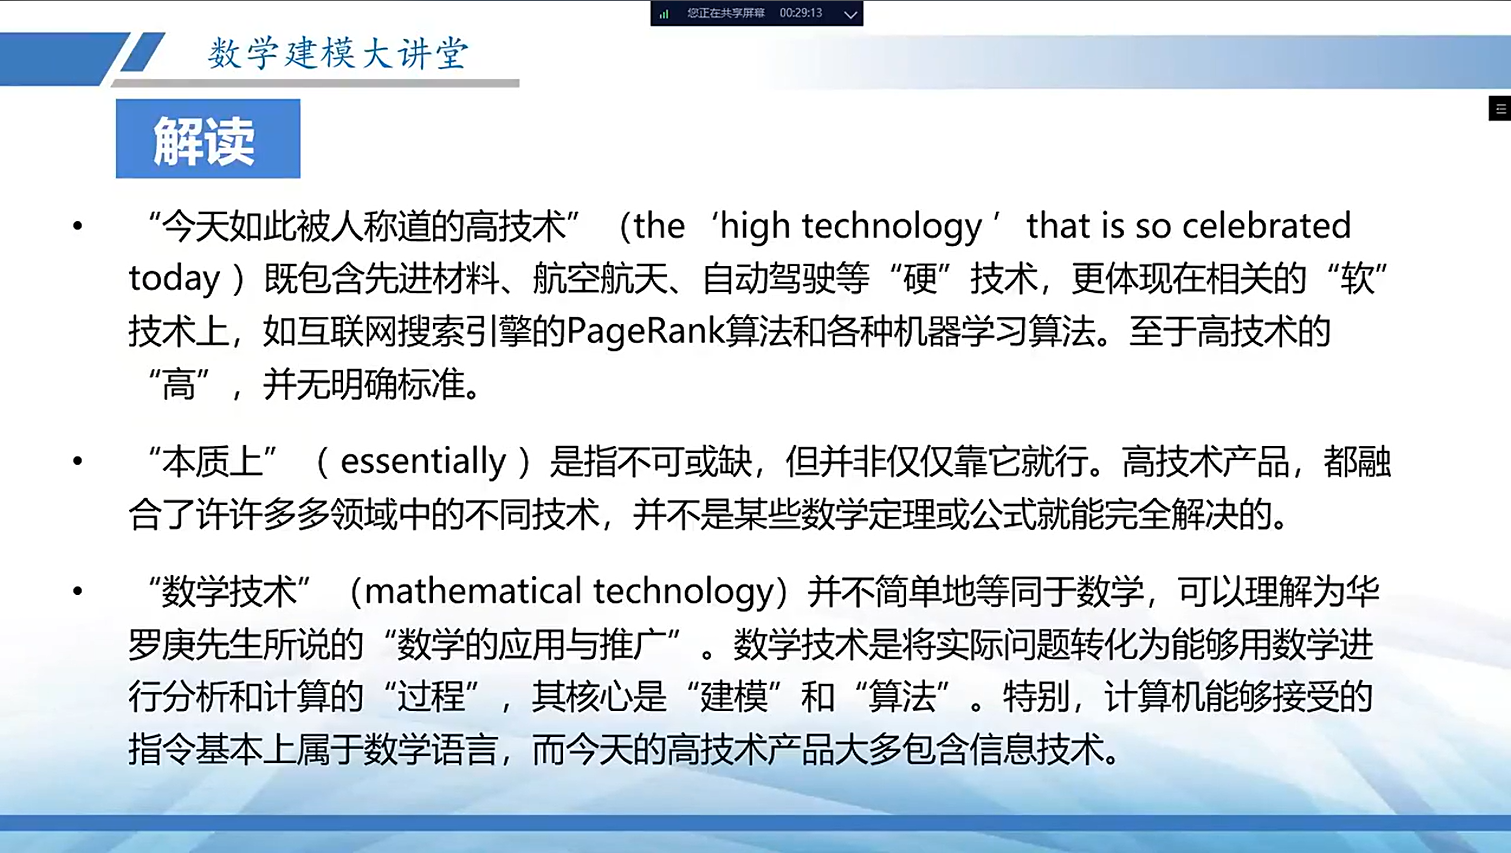 您正在共享屏幕 00:29:13
数学建模大讲堂
解读
• “今天如此被人称道的高技术”（the ‘high technology ’ that is so celebrated
today ）既包含先进材料、航空航天、自动驾驶等“硬”技术，更体现在相关的“软”
技术上，如互联网搜索引擎的PageRank算法和各种机器学习算法。至于高技术的
“高”，并无明确标准。
• “本质上”（ essentially ）是指不可或缺，但并非仅仅靠它就行。高技术产品，都融
合了许许多多领域中的不同技术，并不是某些数学定理或公式就能完全解决的。
• “数学技术”（mathematical technology）并不简单地等同于数学，可以理解为华
罗庚先生所说的“数学的应用与推广”。数学技术是将实际问题转化为能够用数学进
行分析和计算的“过程”，其核心是“建模”和“算法”。特别，计算机能够接受的
指令基本上属于数学语言，而今天的高技术产品大多包含信息技术。